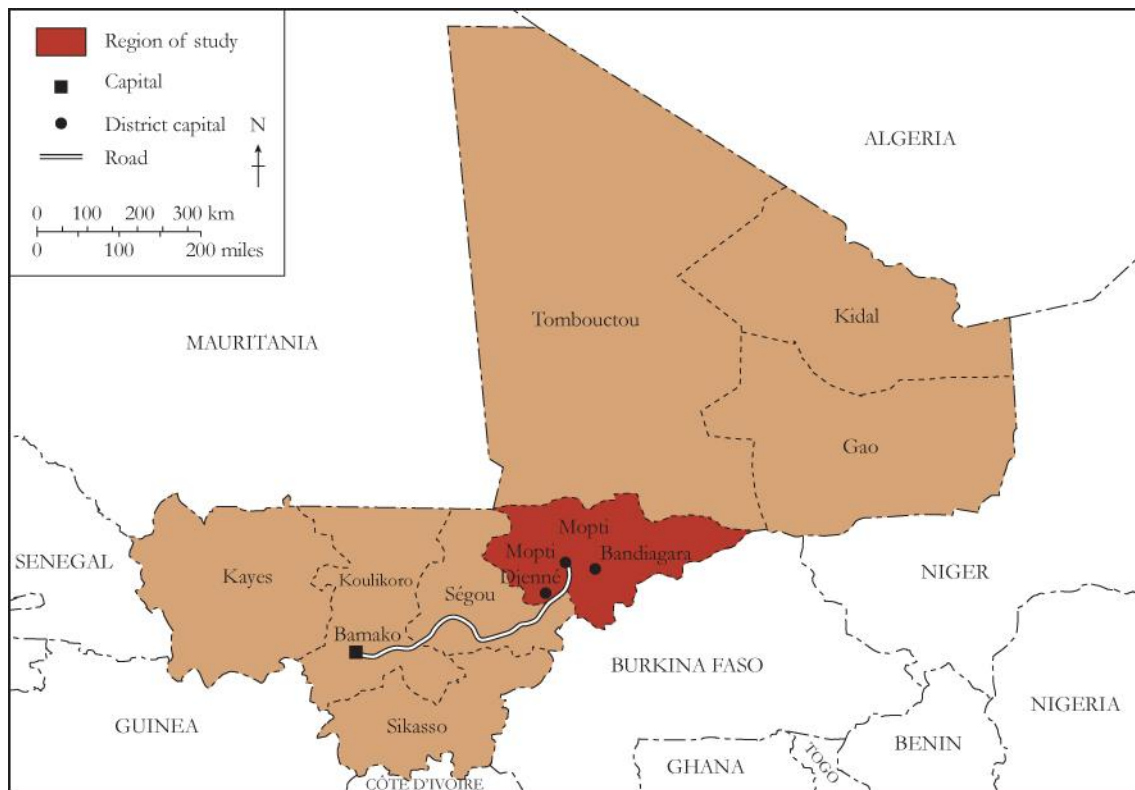 Region of study
Capital
District capital
N
Road
0 100 200 300 km
0 100 200 miles
ALGERIA
MAURITANIA
Tombouctou
Kidal
Gao
Mopti
Mopti
Bandiagara
Djenné
SENEGAL
Kayes
Koulikoro
Ségou
NIGER
Bamako
BURKINA FASO
GUINEA
Sikasso
NIGERIA
BENIN
TOGO
GHANA
CÔTE D'IVOIRE